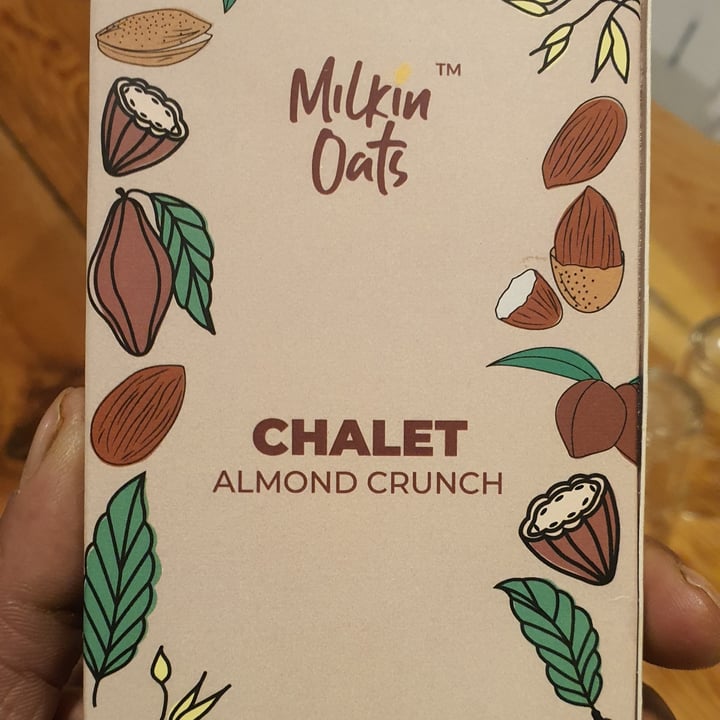 Milkin™
Oats
CHALET
ALMOND CRUNCH